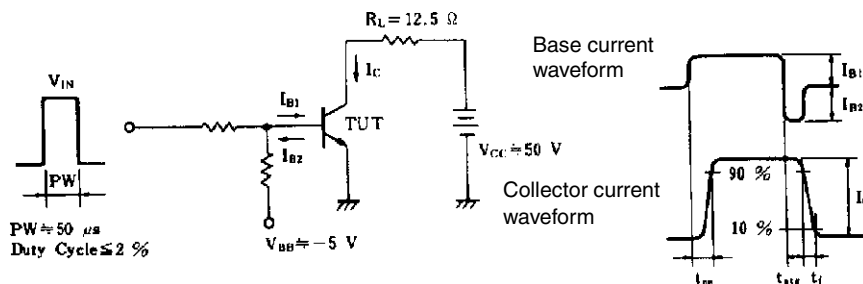 R_L = 12.5 Ω
Base current
waveform
I_B1
I_B2
V_IN
I_C
I_B1
TUT
I_B2
V_CC ≒ 50 V
PW
Collector current
waveform
90 %
10 %
PW ≒ 50 μs
Duty Cycle ≦ 2 %
V_BB ≒ −5 V
t_on
t_stg
t_f